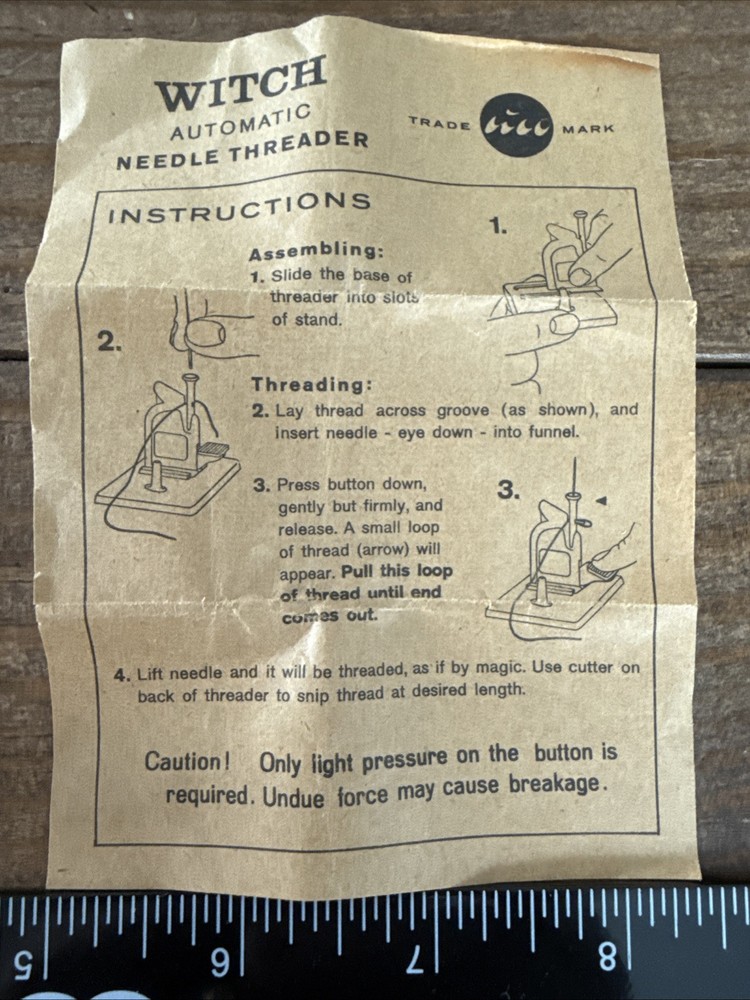 WITCH
AUTOMATIC
NEEDLE THREADER
TRADE MARK
INSTRUCTIONS
1.
Assembling:
1. Slide the base of
threader into slots
of stand.
2.
Threading:
2. Lay thread across groove (as shown), and
insert needle - eye down - into funnel.
3. Press button down,
gently but firmly, and
release. A small loop
of thread (arrow) will
appear. Pull this loop
of thread until end
comes out.
3.
4. Lift needle and it will be threaded, as if by magic. Use cutter on
back of threader to snip thread at desired length.
Caution! Only light pressure on the button is
required. Undue force may cause breakage.
5 6 7 8